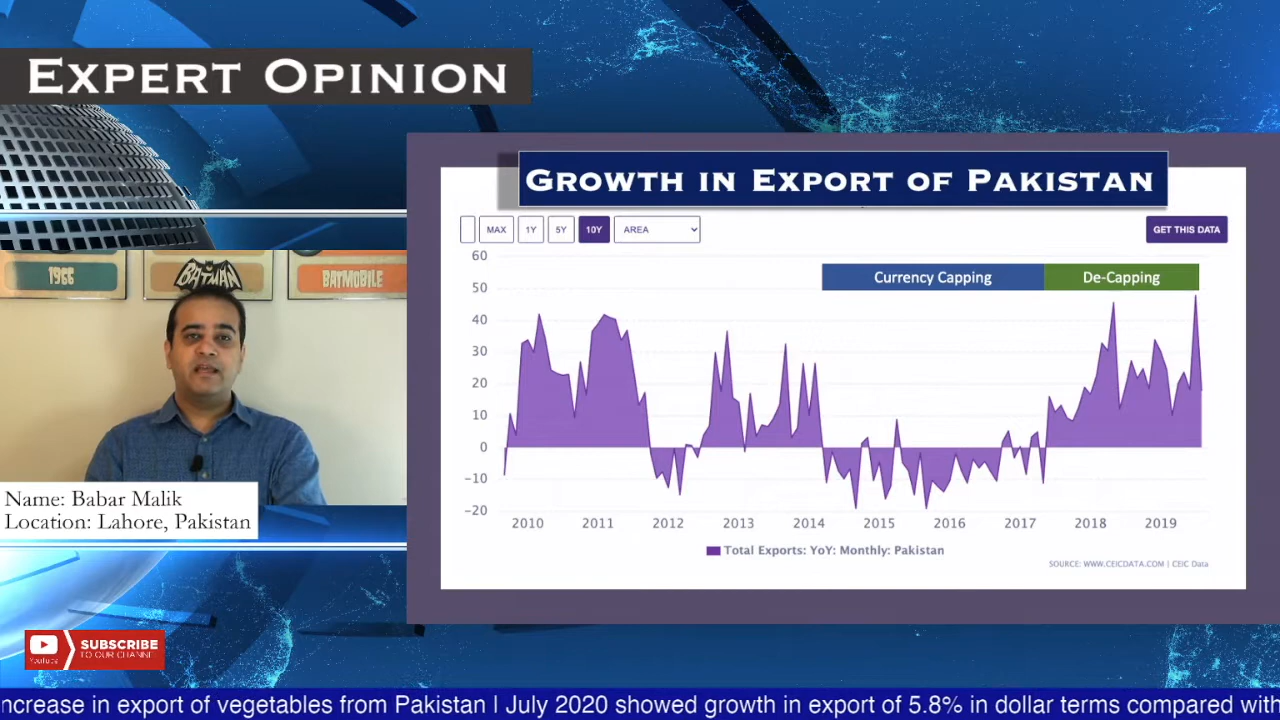 EXPERT OPINION
GROWTH IN EXPORT OF PAKISTAN
MAX 1Y 5Y 10Y AREA GET THIS DATA
60
50
40
30
20
10
0
-10
-20
Currency Capping De-Capping
2010 2011 2012 2013 2014 2015 2016 2017 2018 2019
Total Exports: YoY: Monthly: Pakistan
SOURCE: WWW.CEICDATA.COM | CEIC Data
1966
BATMAN
BATMOBILE
Name: Babar Malik
Location: Lahore, Pakistan
YouTube
SUBSCRIBE
TO OUR CHANNEL
ncrease in export of vegetables from Pakistan | July 2020 showed growth in export of 5.8% in dollar terms compared with